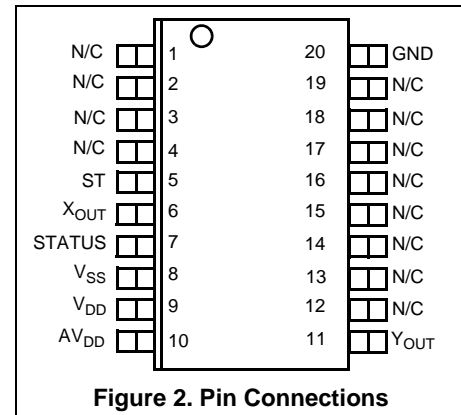 N/C 1 20 GND
N/C 2 19 N/C
N/C 3 18 N/C
N/C 4 17 N/C
ST 5 16 N/C
XOUT 6 15 N/C
STATUS 7 14 N/C
VSS 8 13 N/C
VDD 9 12 N/C
AVDD 10 11 YOUT
Figure 2. Pin Connections